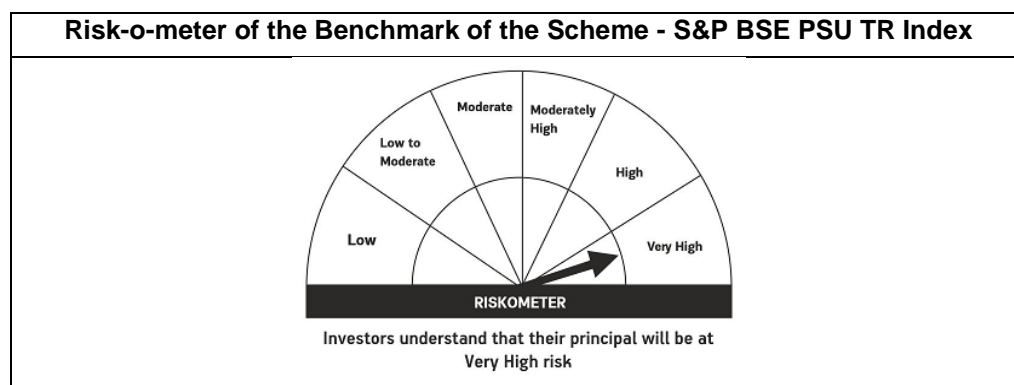 Risk-o-meter of the Benchmark of the Scheme - S&P BSE PSU TR Index
Moderate
Moderately
High
Low to
Moderate
High
Low
Very High
RISKOMETER
Investors understand that their principal will be at
Very High risk